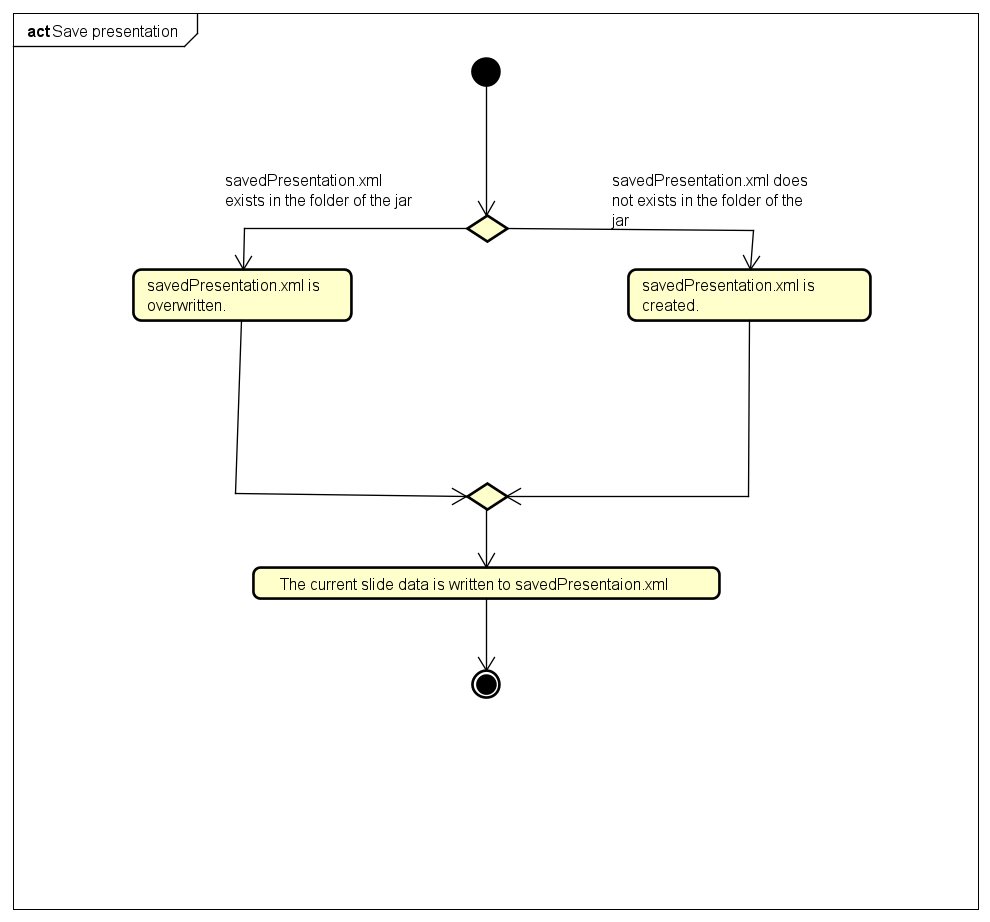 act Save presentation
savedPresentation.xml
exists in the folder of the jar
savedPresentation.xml does
not exists in the folder of the
jar
savedPresentation.xml is
overwritten.
savedPresentation.xml is
created.
The current slide data is written to savedPresentaion.xml